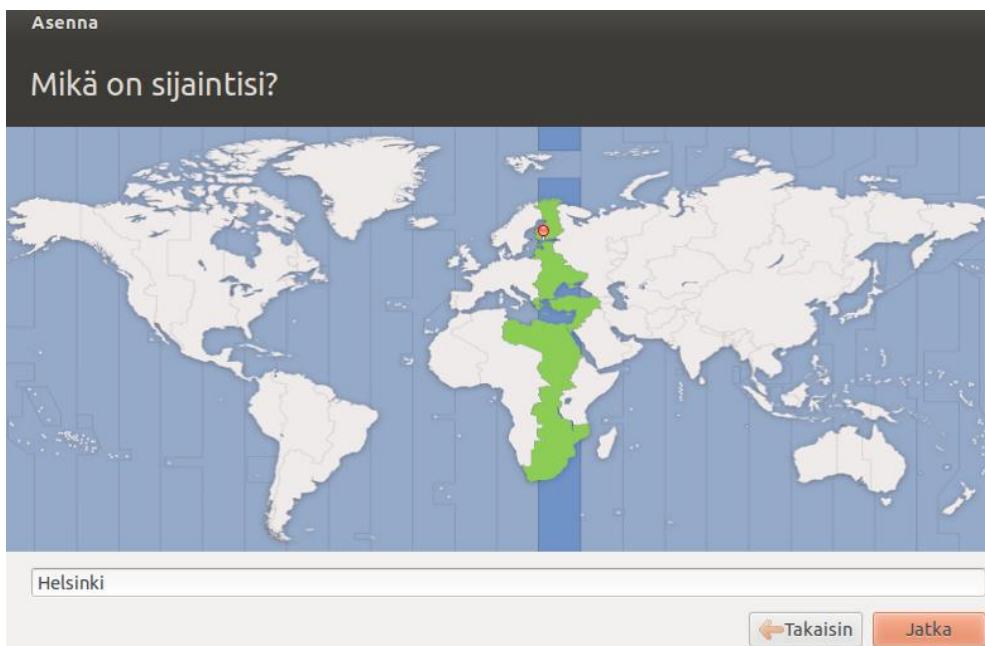 Asenna
Mikä on sijaintisi?
Helsinki
Takaisin
Jatka